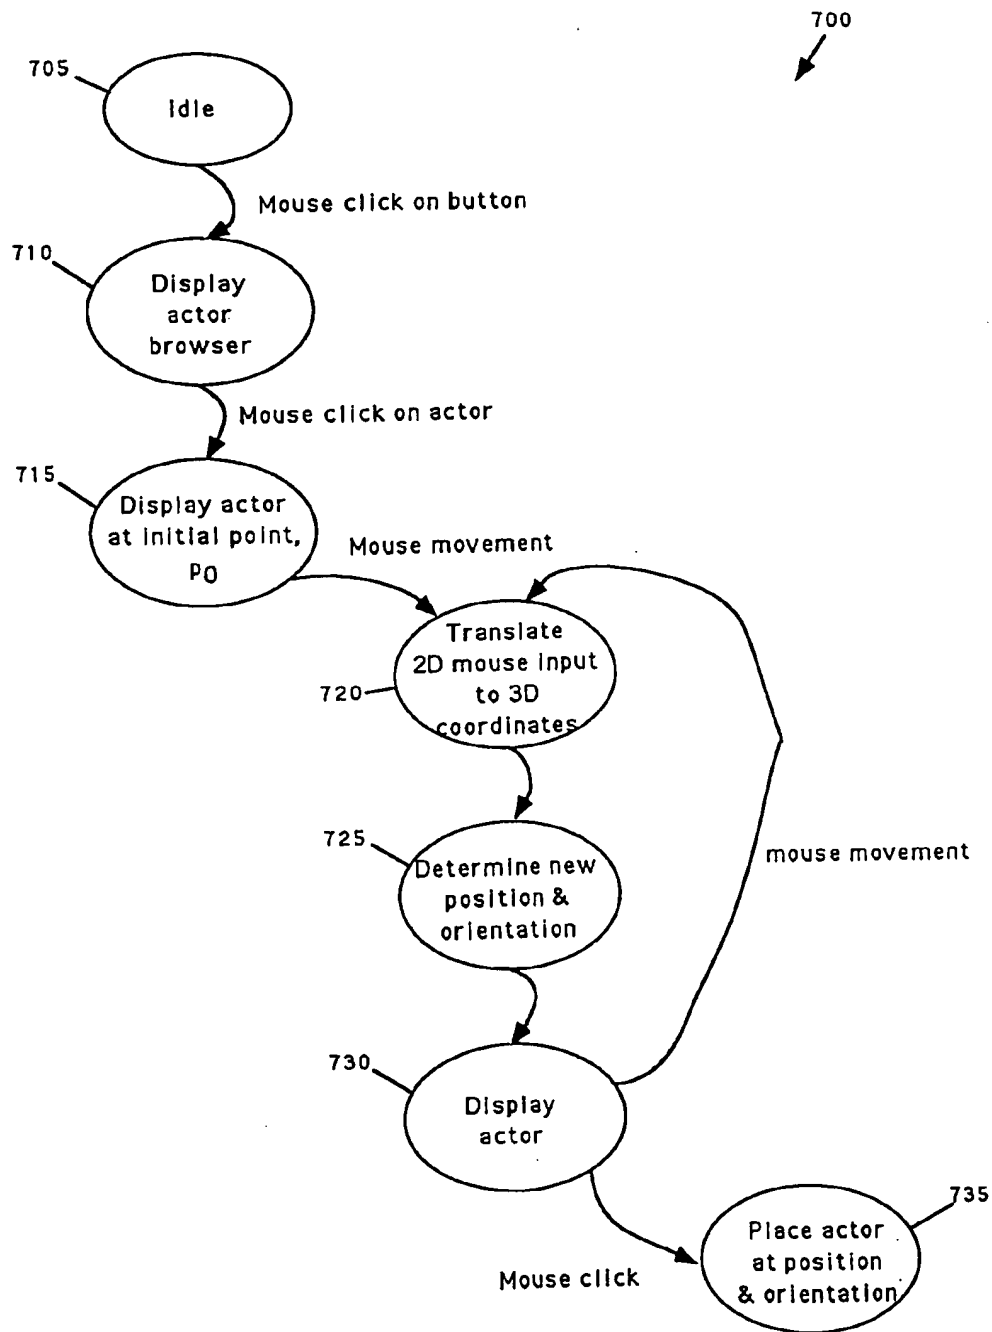 700
705
Idle
Mouse click on button
710
Display
actor
browser
Mouse click on actor
715
Display actor
at initial point,
p0
Mouse movement
Translate
2D mouse input
to 3D
coordinates
720
725
Determine new
position &
orientation
mouse movement
730
Display
actor
Mouse click
735
Place actor
at position
& orientation